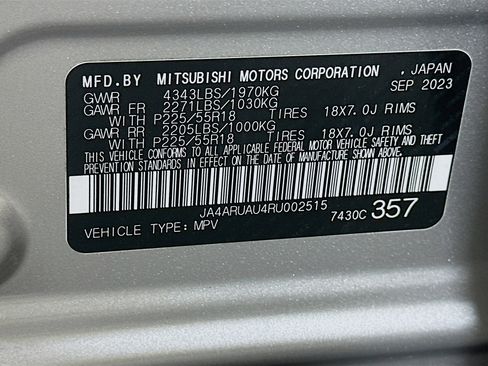 MFD.BY MITSUBISHI MOTORS CORPORATION , JAPAN
GVWR 4343LBS/1970KG SEP 2023
GAWR FR 2271LBS/1030KG
WITH P225/55R18 TIRES 18X7.0J RIMS
GAWR RR 2205LBS/1000KG
WITH P225/55R18 TIRES 18X7.0J RIMS
THIS VEHICLE CONFORMS TO ALL APPLICABLE FEDERAL MOTOR VEHICLE SAFETY AND THEFT
PREVENTION STANDARDS IN EFFECT ON THE DATE OF MANUFACTURE SHOWN ABOVE.
JA4ARUAU4RU002515
VEHICLE TYPE: MPV 7430C 357